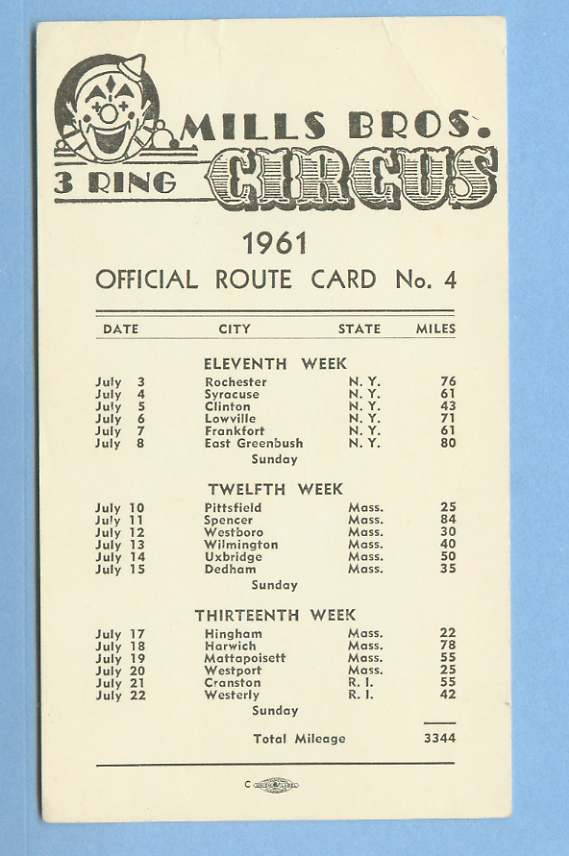 MILLS BROS.
3 RING CIRCUS
1961
OFFICIAL ROUTE CARD No. 4
DATE CITY STATE MILES
ELEVENTH WEEK
July 3 Rochester N. Y. 76
July 4 Syracuse N. Y. 61
July 5 Clinton N. Y. 43
July 6 Lowville N. Y. 71
July 7 Frankfort N. Y. 61
July 8 East Greenbush N. Y. 80
Sunday
TWELFTH WEEK
July 10 Pittsfield Mass. 25
July 11 Spencer Mass. 84
July 12 Westboro Mass. 30
July 13 Wilmington Mass. 40
July 14 Uxbridge Mass. 50
July 15 Dedham Mass. 35
Sunday
THIRTEENTH WEEK
July 17 Hingham Mass. 22
July 18 Harwich Mass. 78
July 19 Mattapoisett Mass. 55
July 20 Westport Mass. 25
July 21 Cranston R. I. 55
July 22 Westerly R. I. 42
Sunday
Total Mileage 3344
C